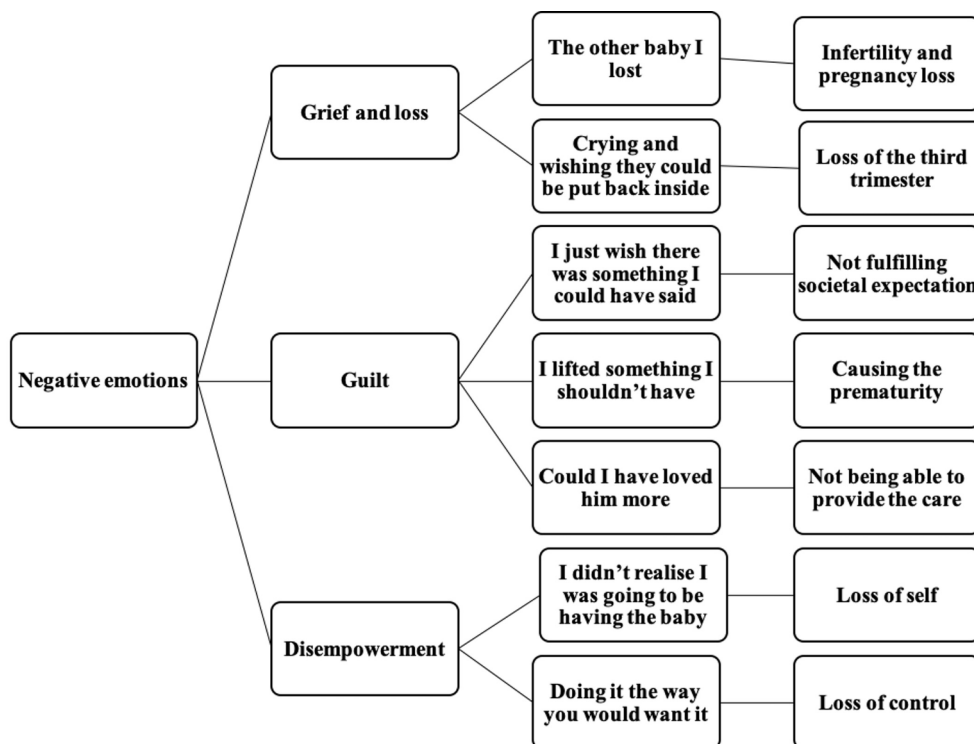 Negative emotions
Grief and loss
The other baby I
lost
Infertility and
pregnancy loss
Crying and
wishing they could
be put back inside
Loss of the third
trimester
Guilt
I just wish there
was something I
could have said
Not fulfilling
societal expectation
I lifted something I
shouldn’t have
Causing the
prematurity
Could I have loved
him more
Not being able to
provide the care
Disempowerment
I didn’t realise I
was going to be
having the baby
Loss of self
Doing it the way
you would want it
Loss of control